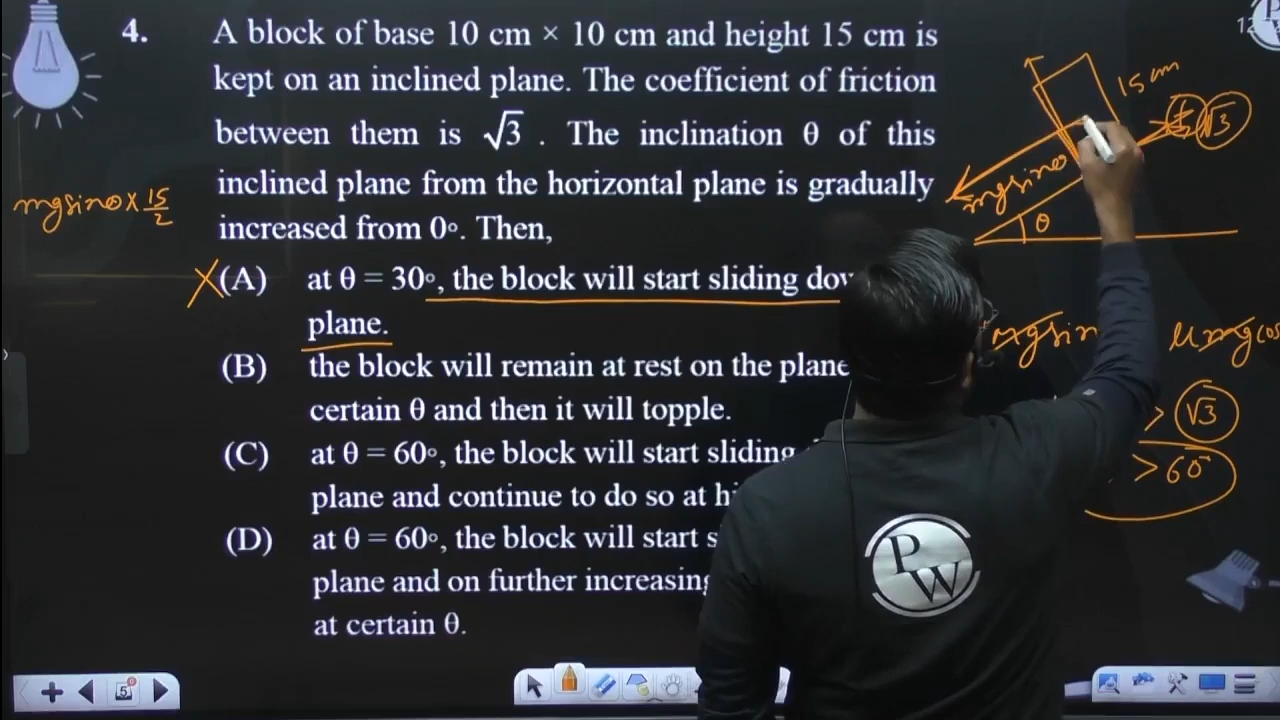 4. A block of base 10 cm × 10 cm and height 15 cm is
kept on an inclined plane. The coefficient of friction
between them is √3 . The inclination θ of this
inclined plane from the horizontal plane is gradually
increased from 0°. Then,
(A) at θ = 30°, the block will start sliding dow
plane.
(B) the block will remain at rest on the plane
certain θ and then it will topple.
(C) at θ = 60°, the block will start sliding
plane and continue to do so at hi
(D) at θ = 60°, the block will start s
plane and on further increasing
at certain θ.
mgsinθ × 15/2
15 cm
√3
mgsinθ
θ
mgsin
μmgcos
> √3
> 60°
12
P
W
5
PW